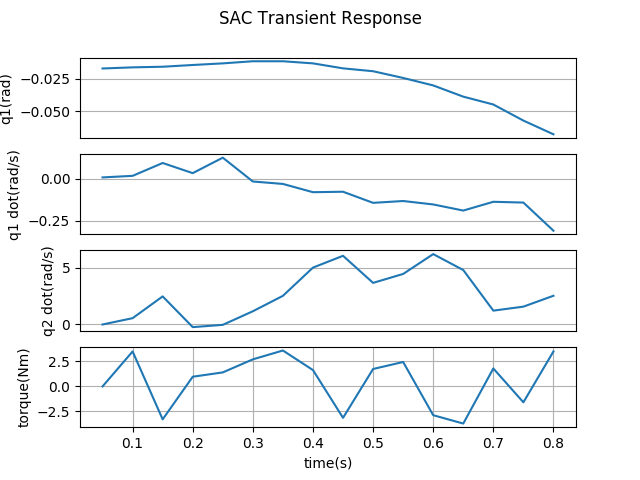 SAC Transient Response
q1(rad)
−0.025
−0.050
q1 dot(rad/s)
0.00
−0.25
q2 dot(rad/s)
5
0
torque(Nm)
2.5
0.0
−2.5
0.1 0.2 0.3 0.4 0.5 0.6 0.7 0.8
time(s)